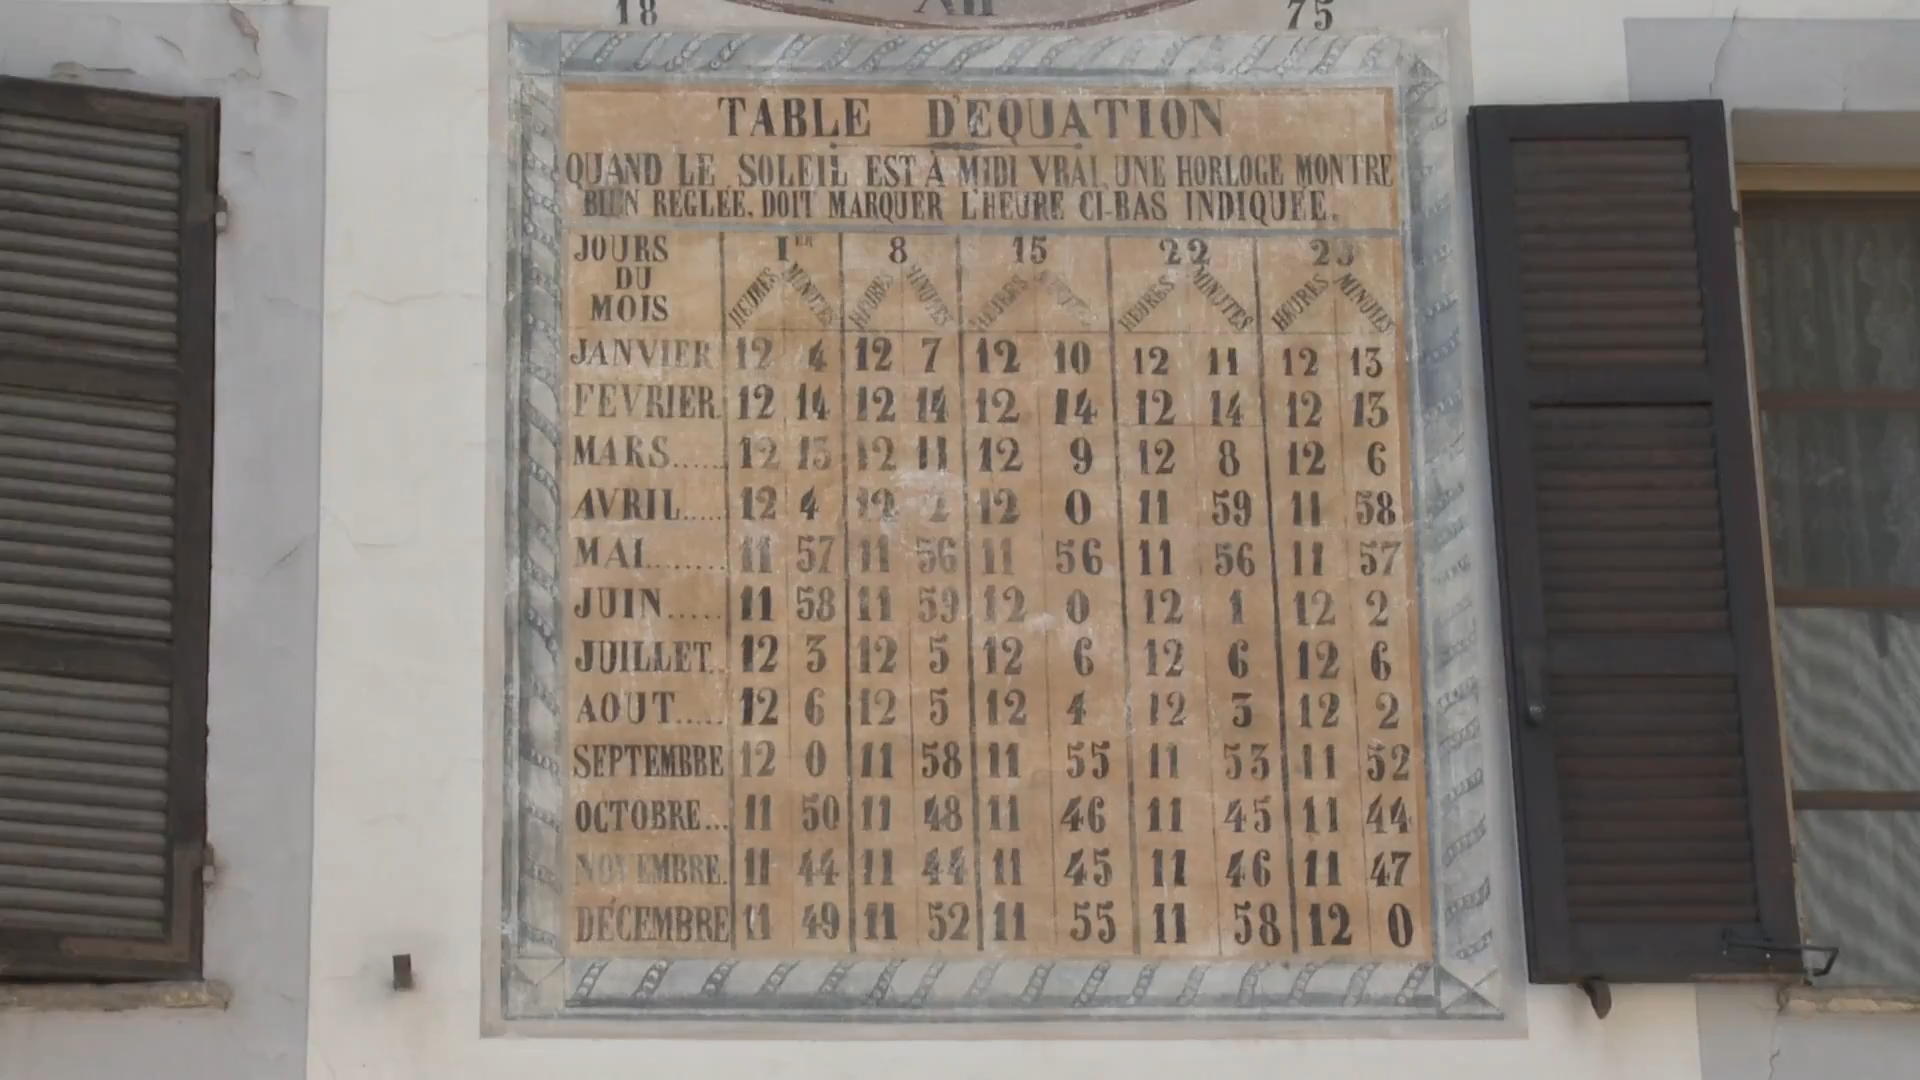 18 XII 75
TABLE D'EQUATION
QUAND LE SOLEIL EST À MIDI VRAI, UNE HORLOGE MONTRE
BIEN REGLÉE, DOIT MARQUER L'HEURE CI-BAS INDIQUÉE.
JOURS DU MOIS 1ER 8 15 22 29
HEURES MINUTES HEURES MINUTES HEURES MINUTES HEURES MINUTES HEURES MINUTES
JANVIER 12 4 12 7 12 10 12 11 12 13
FEVRIER 12 14 12 14 12 14 12 14 12 13
MARS...... 12 13 12 11 12 9 12 8 12 6
AVRIL..... 12 4 12 2 12 0 11 59 11 58
MAI........ 11 57 11 56 11 56 11 56 11 57
JUIN...... 11 58 11 59 12 0 12 1 12 2
JUILLET.. 12 3 12 5 12 6 12 6 12 6
AOUT..... 12 6 12 5 12 4 12 3 12 2
SEPTEMBRE 12 0 11 58 11 55 11 53 11 52
OCTOBRE... 11 50 11 48 11 46 11 45 11 44
NOVEMBRE. 11 44 11 44 11 45 11 46 11 47
DÉCEMBRE 11 49 11 52 11 55 11 58 12 0